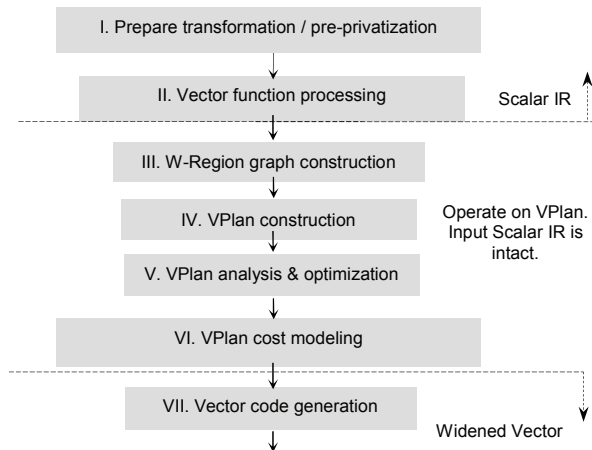 I. Prepare transformation / pre-privatization
II. Vector function processing
Scalar IR
III. W-Region graph construction
IV. VPlan construction
Operate on VPlan.
Input Scalar IR is
intact.
V. VPlan analysis & optimization
VI. VPlan cost modeling
VII. Vector code generation
Widened Vector